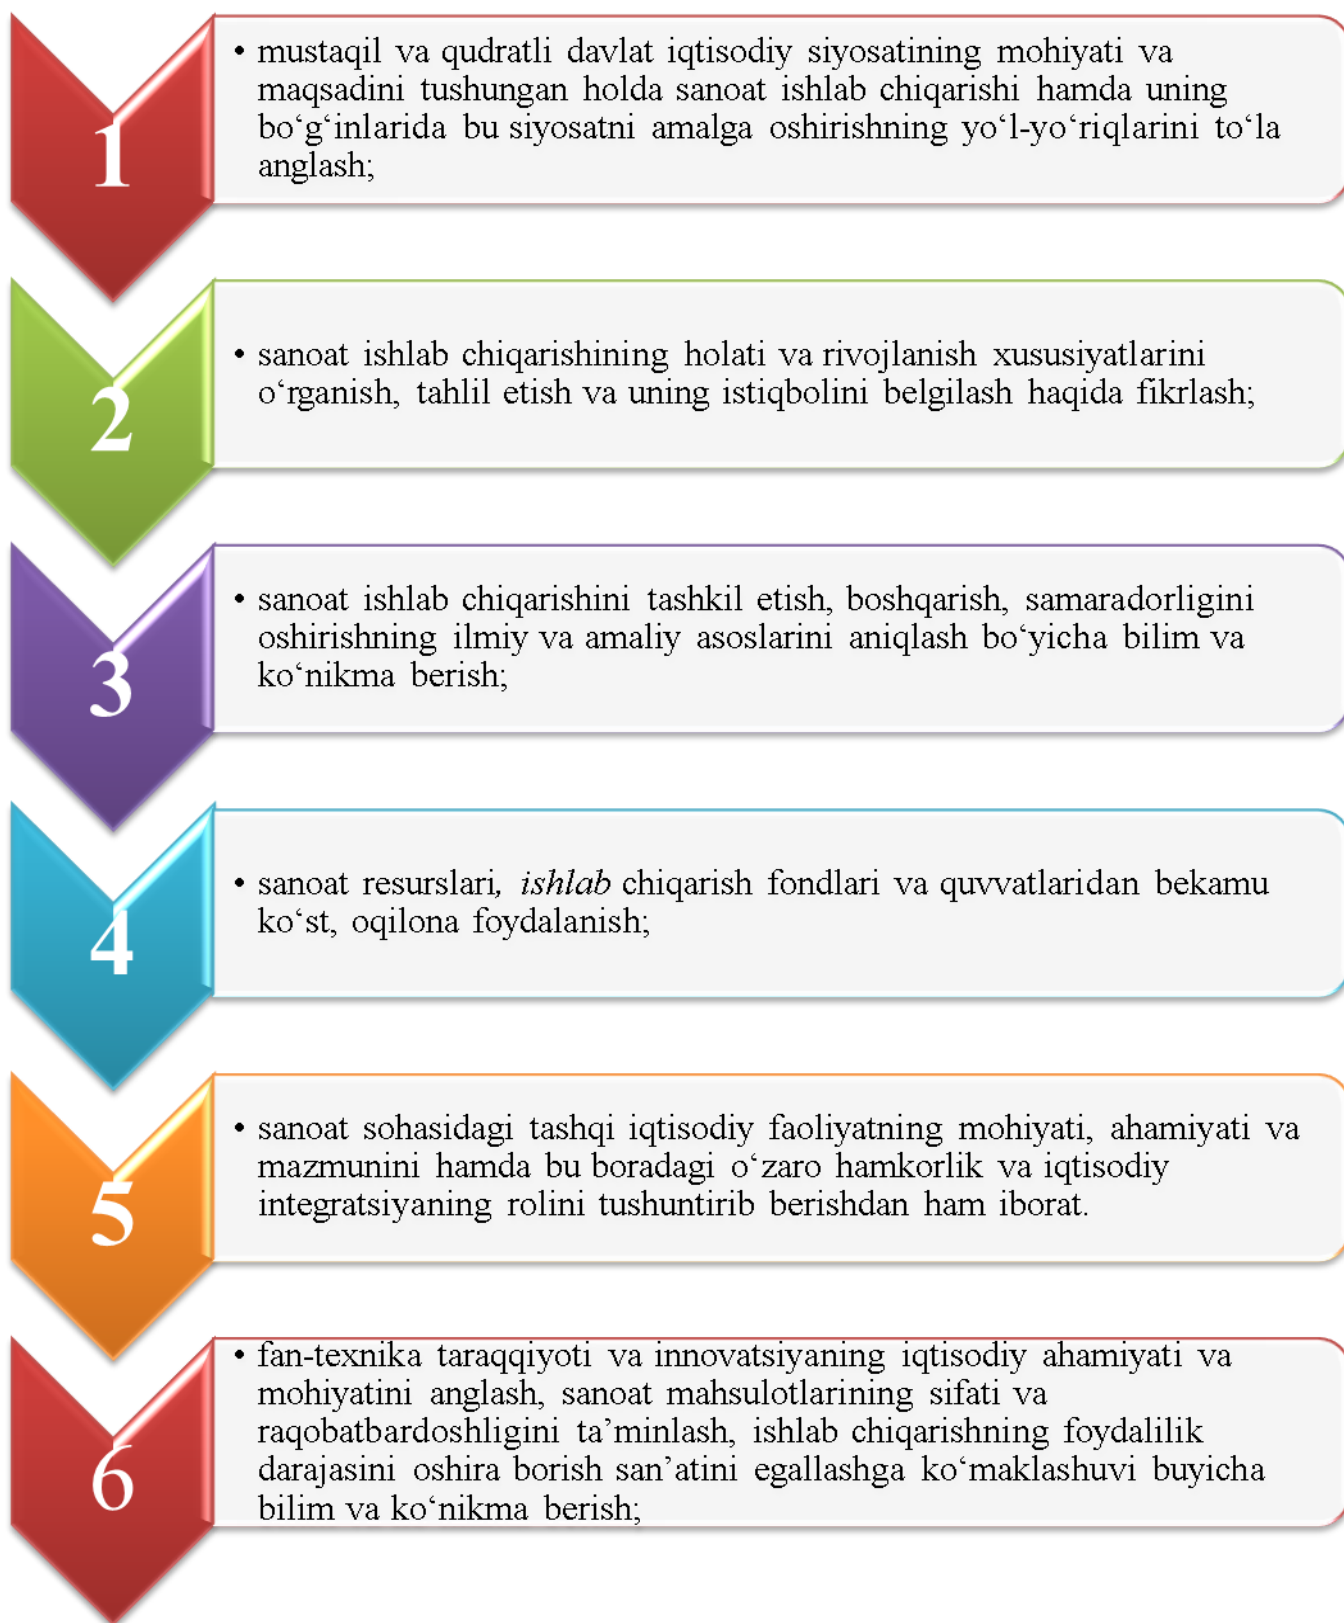 1
• mustaqil va qudratli davlat iqtisodiy siyosatining mohiyati va
maqsadini tushungan holda sanoat ishlab chiqarishi hamda uning
bo‘g‘inlarida bu siyosatni amalga oshirishning yo‘l-yo‘riqlarini to‘la
anglash;
2
• sanoat ishlab chiqarishining holati va rivojlanish xususiyatlarini
o‘rganish, tahlil etish va uning istiqbolini belgilash haqida fikrlash;
3
• sanoat ishlab chiqarishini tashkil etish, boshqarish, samaradorligini
oshirishning ilmiy va amaliy asoslarini aniqlash bo‘yicha bilim va
ko‘nikma berish;
4
• sanoat resurslari, ishlab chiqarish fondlari va quvvatlaridan bekamu
ko‘st, oqilona foydalanish;
5
• sanoat sohasidagi tashqi iqtisodiy faoliyatning mohiyati, ahamiyati va
mazmunini hamda bu boradagi o‘zaro hamkorlik va iqtisodiy
integratsiyaning rolini tushuntirib berishdan ham iborat.
6
• fan-texnika taraqqiyoti va innovatsiyaning iqtisodiy ahamiyati va
mohiyatini anglash, sanoat mahsulotlarining sifati va
raqobatbardoshligini ta’minlash, ishlab chiqarishning foydalilik
darajasini oshira borish san’atini egallashga ko‘maklashuvi buyicha
bilim va ko‘nikma berish;